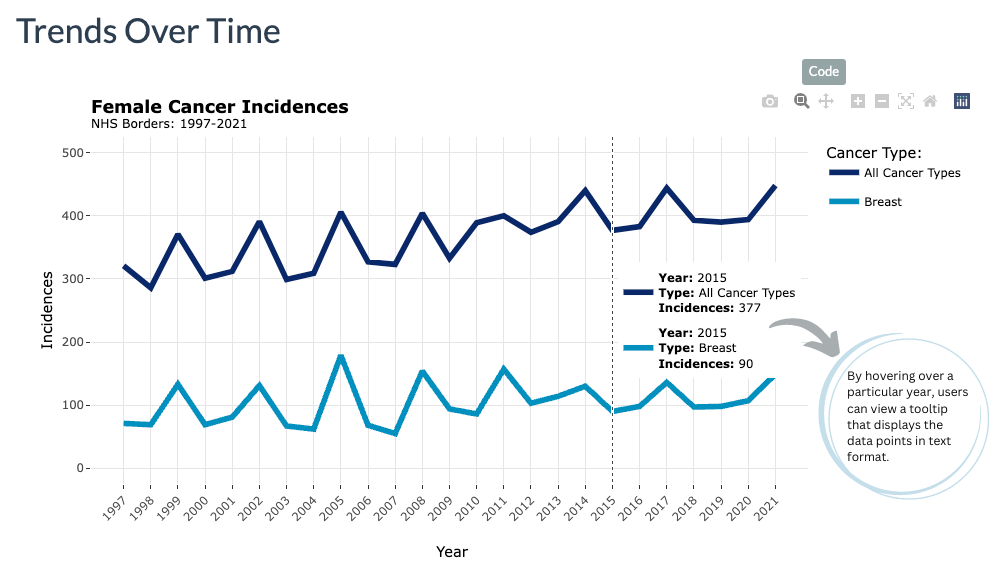 Trends Over Time
Code
Female Cancer Incidences
NHS Borders: 1997-2021
Cancer Type:
All Cancer Types
Breast
Incidences
500
400
300
200
100
0
Year: 2015
Type: All Cancer Types
Incidences: 377
Year: 2015
Type: Breast
Incidences: 90
By hovering over a
particular year, users
can view a tooltip
that displays the
data points in text
format.
1997
1998
1999
2000
2001
2002
2003
2004
2005
2006
2007
2008
2009
2010
2011
2012
2013
2014
2015
2016
2017
2018
2019
2020
2021
Year